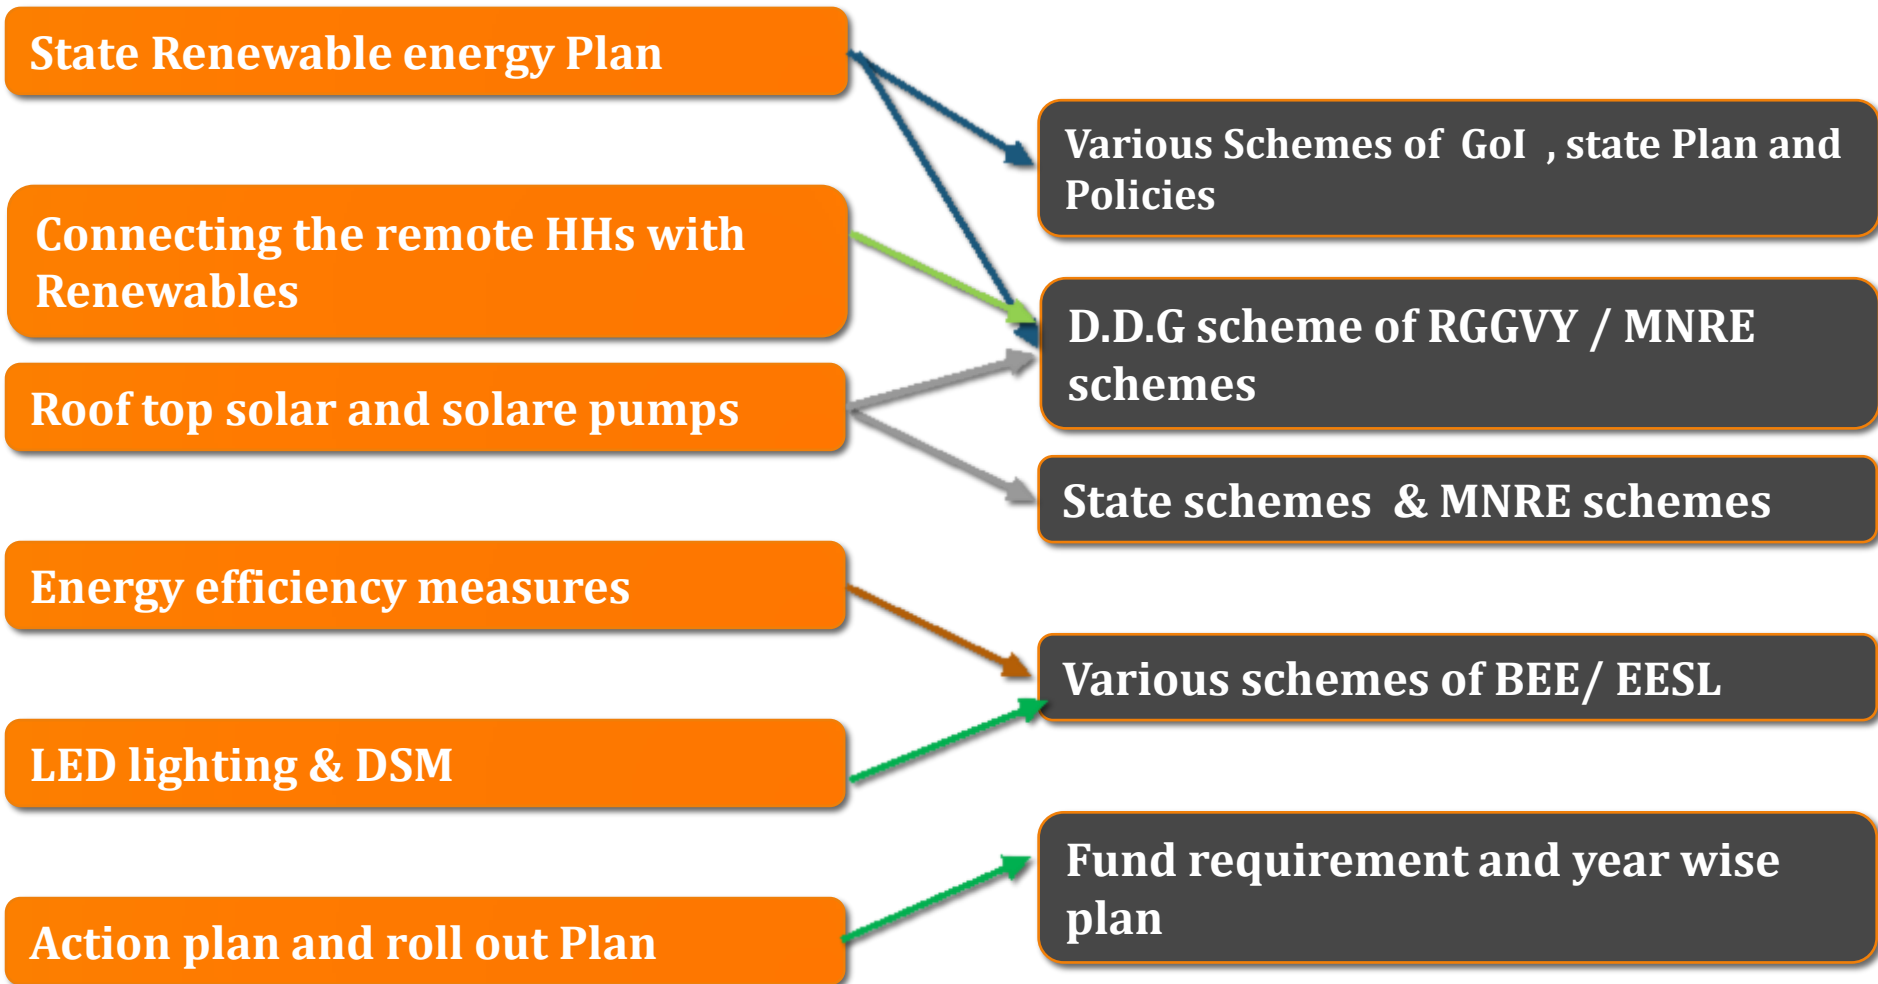 State Renewable energy Plan
Connecting the remote HHs with
Renewables
Roof top solar and solare pumps
Energy efficiency measures
LED lighting & DSM
Action plan and roll out Plan
Various Schemes of GoI , state Plan and
Policies
D.D.G scheme of RGGVY / MNRE
schemes
State schemes & MNRE schemes
Various schemes of BEE/ EESL
Fund requirement and year wise
plan